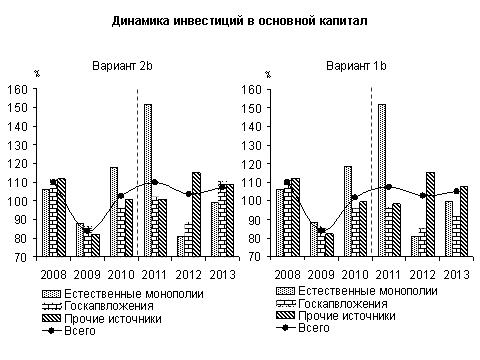 Динамика инвестиций в основной капитал
Вариант 2b
Вариант 1b
%
160
150
140
130
120
110
100
90
80
70
2008 2009 2010 2011 2012 2013
Естественные монополии
Госкапвложения
Прочие источники
Всего
%
160
150
140
130
120
110
100
90
80
70
2008 2009 2010 2011 2012 2013
Естественные монополии
Госкапвложения
Прочие источники
Всего